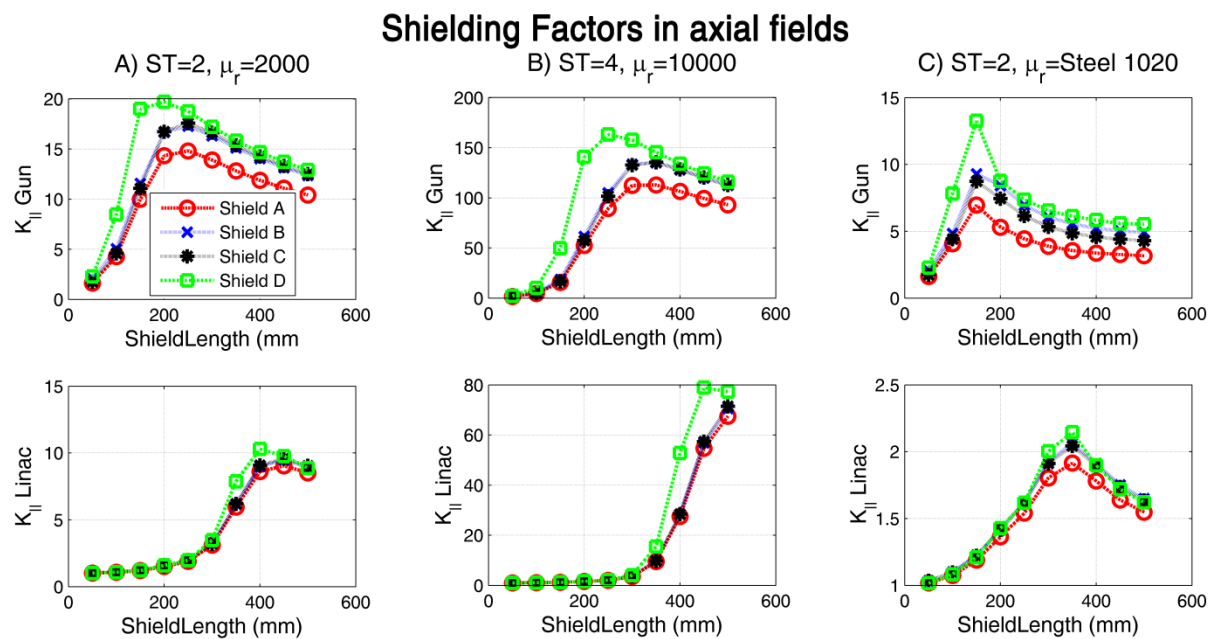 Shielding Factors in axial fields
A) ST=2, μr=2000
B) ST=4, μr=10000
C) ST=2, μr=Steel 1020
K|| Gun
20
15
10
5
0
0
200
400
600
ShieldLength (mm
Shield A
Shield B
Shield C
Shield D
K|| Gun
200
150
100
50
0
0
200
400
600
ShieldLength (mm)
K|| Gun
15
10
5
0
0
200
400
600
ShieldLength (mm)
K|| Linac
15
10
5
0
0
200
400
600
ShieldLength (mm)
K|| Linac
80
60
40
20
0
0
200
400
600
ShieldLength (mm)
K|| Linac
2.5
2
1.5
1
0
200
400
600
ShieldLength (mm)